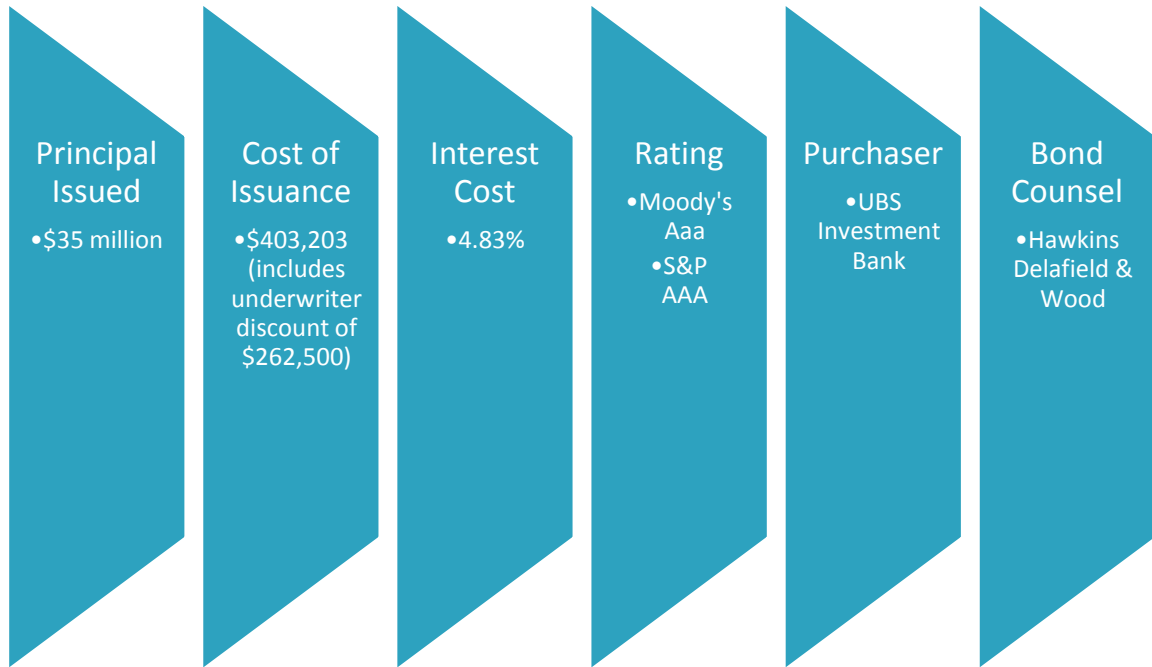 Principal
Issued
•$35 million
Cost of
Issuance
•$403,203
(includes
underwriter
discount of
$262,500)
Interest
Cost
•4.83%
Rating
•Moody's
Aaa
•S&P
AAA
Purchaser
•UBS
Investment
Bank
Bond
Counsel
•Hawkins
Delafield &
Wood